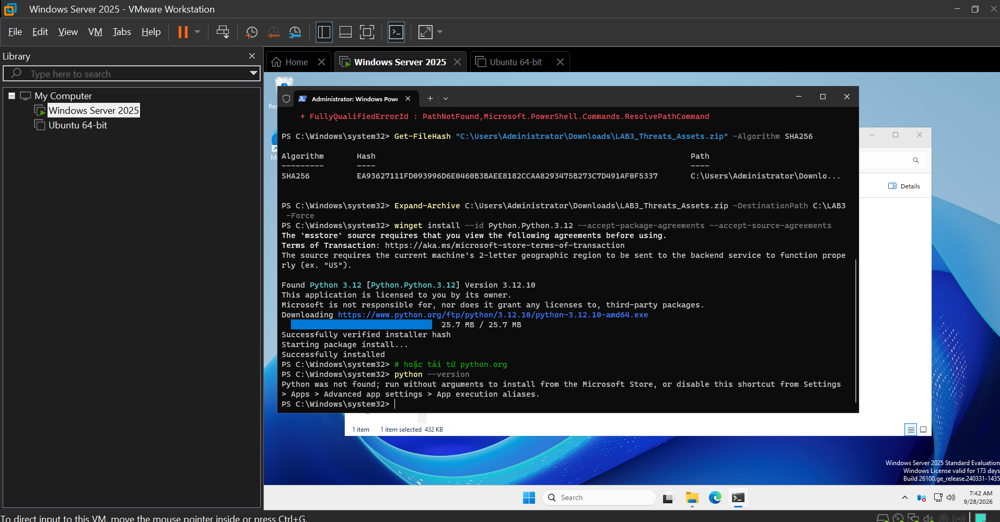 Windows Server 2025 - VMware Workstation
File Edit View VM Tabs Help
Library
Type here to search
My Computer
Windows Server 2025
Ubuntu 64-bit
Home
Windows Server 2025
Ubuntu 64-bit
Administrator: Windows Powe
+ FullyQualifiedErrorId : PathNotFound,Microsoft.PowerShell.Commands.ResolvePathCommand
PS C:\Windows\system32> Get-FileHash "C:\Users\Administrator\Downloads\LAB3_Threats_Assets.zip" -Algorithm SHA256
Algorithm Hash Path
--------- ---- ----
SHA256 EA93627111FD093996D6E0460B3BAEE8182CCAA8293475B273C7D491AF0F5337 C:\Users\Administrator\Downlo...
PS C:\Windows\system32> Expand-Archive C:\Users\Administrator\Downloads\LAB3_Threats_Assets.zip -DestinationPath C:\LAB3
-Force
PS C:\Windows\system32> winget install --id Python.Python.3.12 --accept-package-agreements --accept-source-agreements
The `msstore` source requires that you view the following agreements before using.
Terms of Transaction: https://aka.ms/microsoft-store-terms-of-transaction
The source requires the current machine's 2-letter geographic region to be sent to the backend service to function prope
rly (ex. "US").
Found Python 3.12 [Python.Python.3.12] Version 3.12.10
This application is licensed to you by its owner.
Microsoft is not responsible for, nor does it grant any licenses to, third-party packages.
Downloading https://www.python.org/ftp/python/3.12.10/python-3.12.10-amd64.exe
25.7 MB / 25.7 MB
Successfully verified installer hash
Starting package install...
Successfully installed
PS C:\Windows\system32> # hoặc tải từ python.org
PS C:\Windows\system32> python --version
Python was not found; run without arguments to install from the Microsoft Store, or disable this shortcut from Settings
> Apps > Advanced app settings > App execution aliases.
PS C:\Windows\system32>
Details
1 item 1 item selected 432 KB
Windows Server 2025 Standard Evaluation
Windows License valid for 173 days
Build 26100.ge_release.240331-1435
Search
7:42 AM
9/28/2026
To direct input to this VM, move the mouse pointer inside or press Ctrl+G.